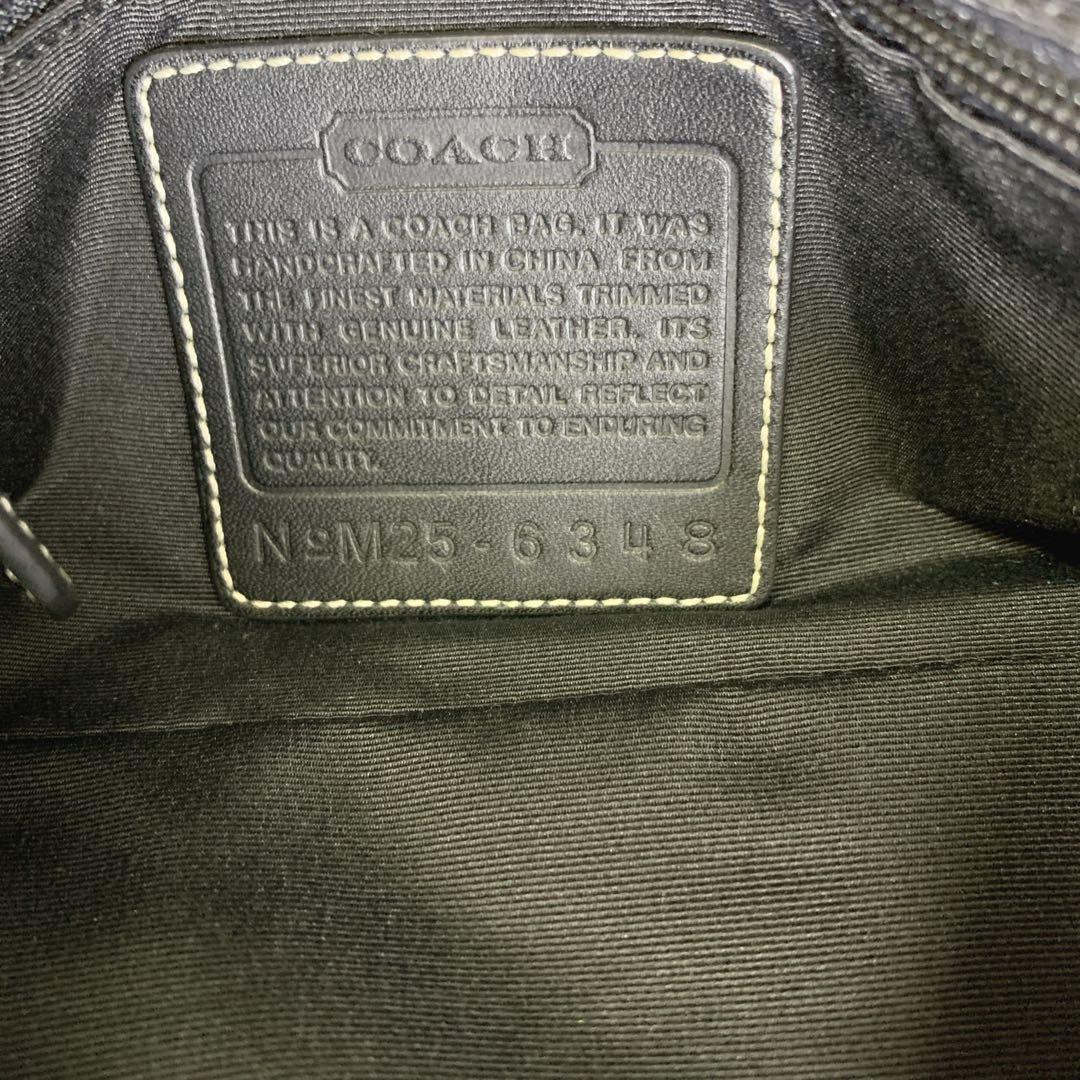 COACH
THIS IS A COACH BAG. IT WAS
HANDCRAFTED IN CHINA FROM
THE FINEST MATERIALS TRIMMED
WITH GENUINE LEATHER. ITS
SUPERIOR CRAFTSMANSHIP AND
ATTENTION TO DETAIL REFLECT
OUR COMMITMENT TO ENDURING
QUALITY.
NºM25-6348